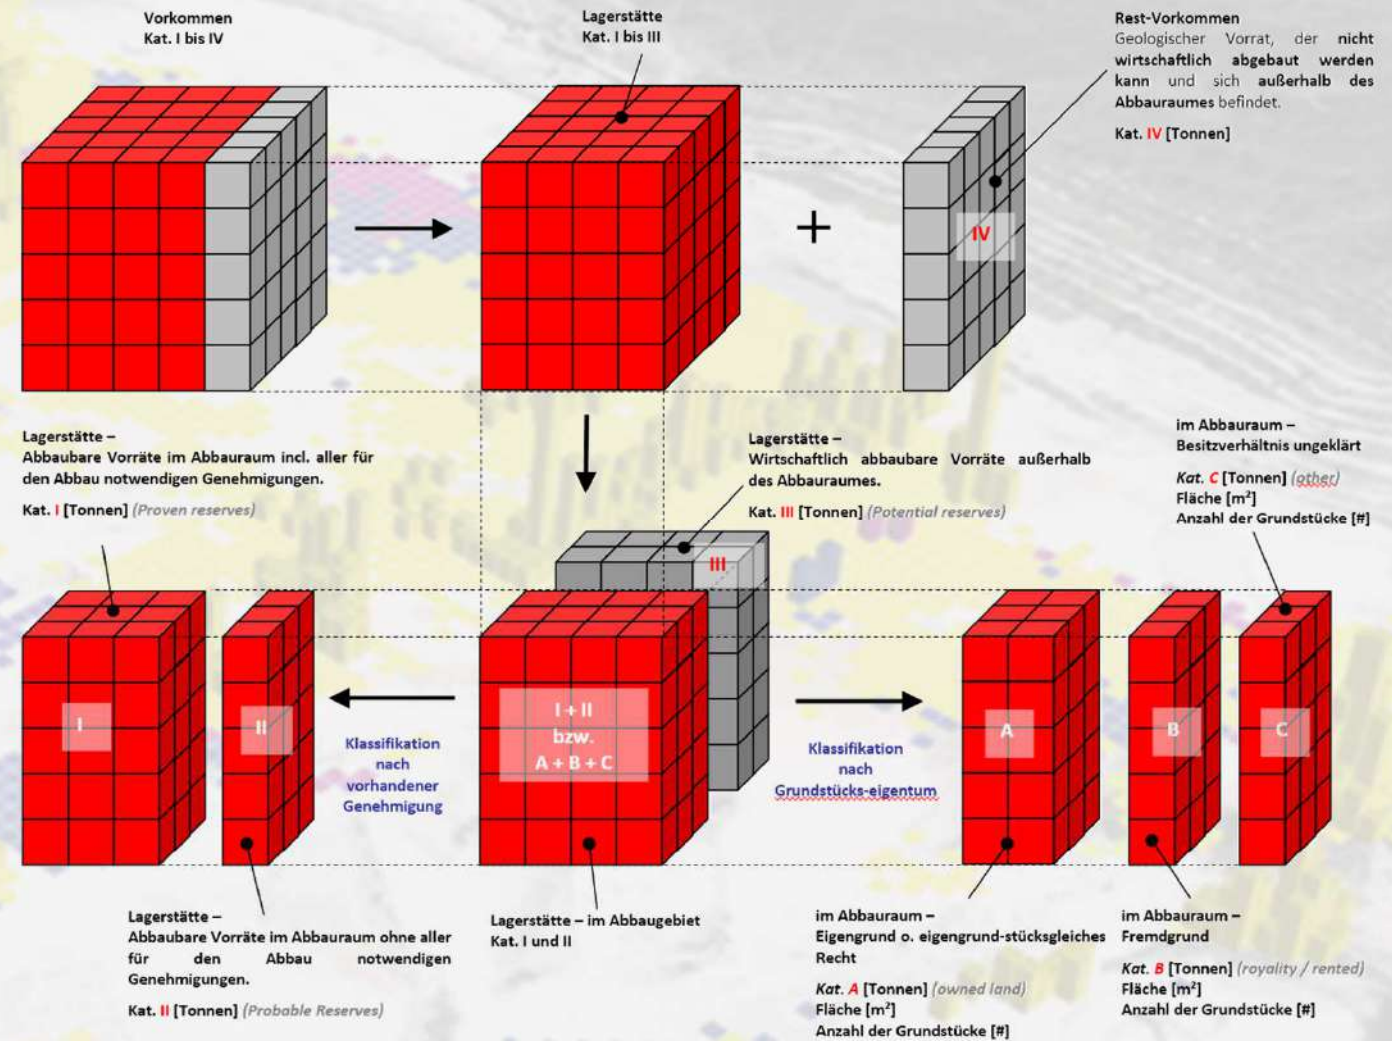 Vorkommen
Kat. I bis IV
Lagerstätte
Kat. I bis III
Rest-Vorkommen
Geologischer Vorrat, der nicht
wirtschaftlich abgebaut werden
kann und sich außerhalb des
Abbauraumes befindet.
Kat. IV [Tonnen]
IV
Lagerstätte –
Abbaubare Vorräte im Abbauraum incl. aller für
den Abbau notwendigen Genehmigungen.
Kat. I [Tonnen] (Proven reserves)
Lagerstätte –
Wirtschaftlich abbaubare Vorräte außerhalb
des Abbauraumes.
Kat. III [Tonnen] (Potential reserves)
im Abbauraum –
Besitzverhältnis ungeklärt
Kat. C [Tonnen] (other)
Fläche [m²]
Anzahl der Grundstücke [#]
III
I
II
I + II
bzw.
A + B + C
A
B
C
Klassifikation
nach
vorhandener
Genehmigung
Klassifikation
nach
Grundstücks-eigentum
Lagerstätte –
Abbaubare Vorräte im Abbauraum ohne aller
für den Abbau notwendigen
Genehmigungen.
Kat. II [Tonnen] (Probable Reserves)
Lagerstätte – im Abbaugebiet
Kat. I und II
im Abbauraum –
Eigengrund o. eigengrund-stücksgleiches
Recht
Kat. A [Tonnen] (owned land)
Fläche [m²]
Anzahl der Grundstücke [#]
im Abbauraum –
Fremdgrund
Kat. B [Tonnen] (royality / rented)
Fläche [m²]
Anzahl der Grundstücke [#]